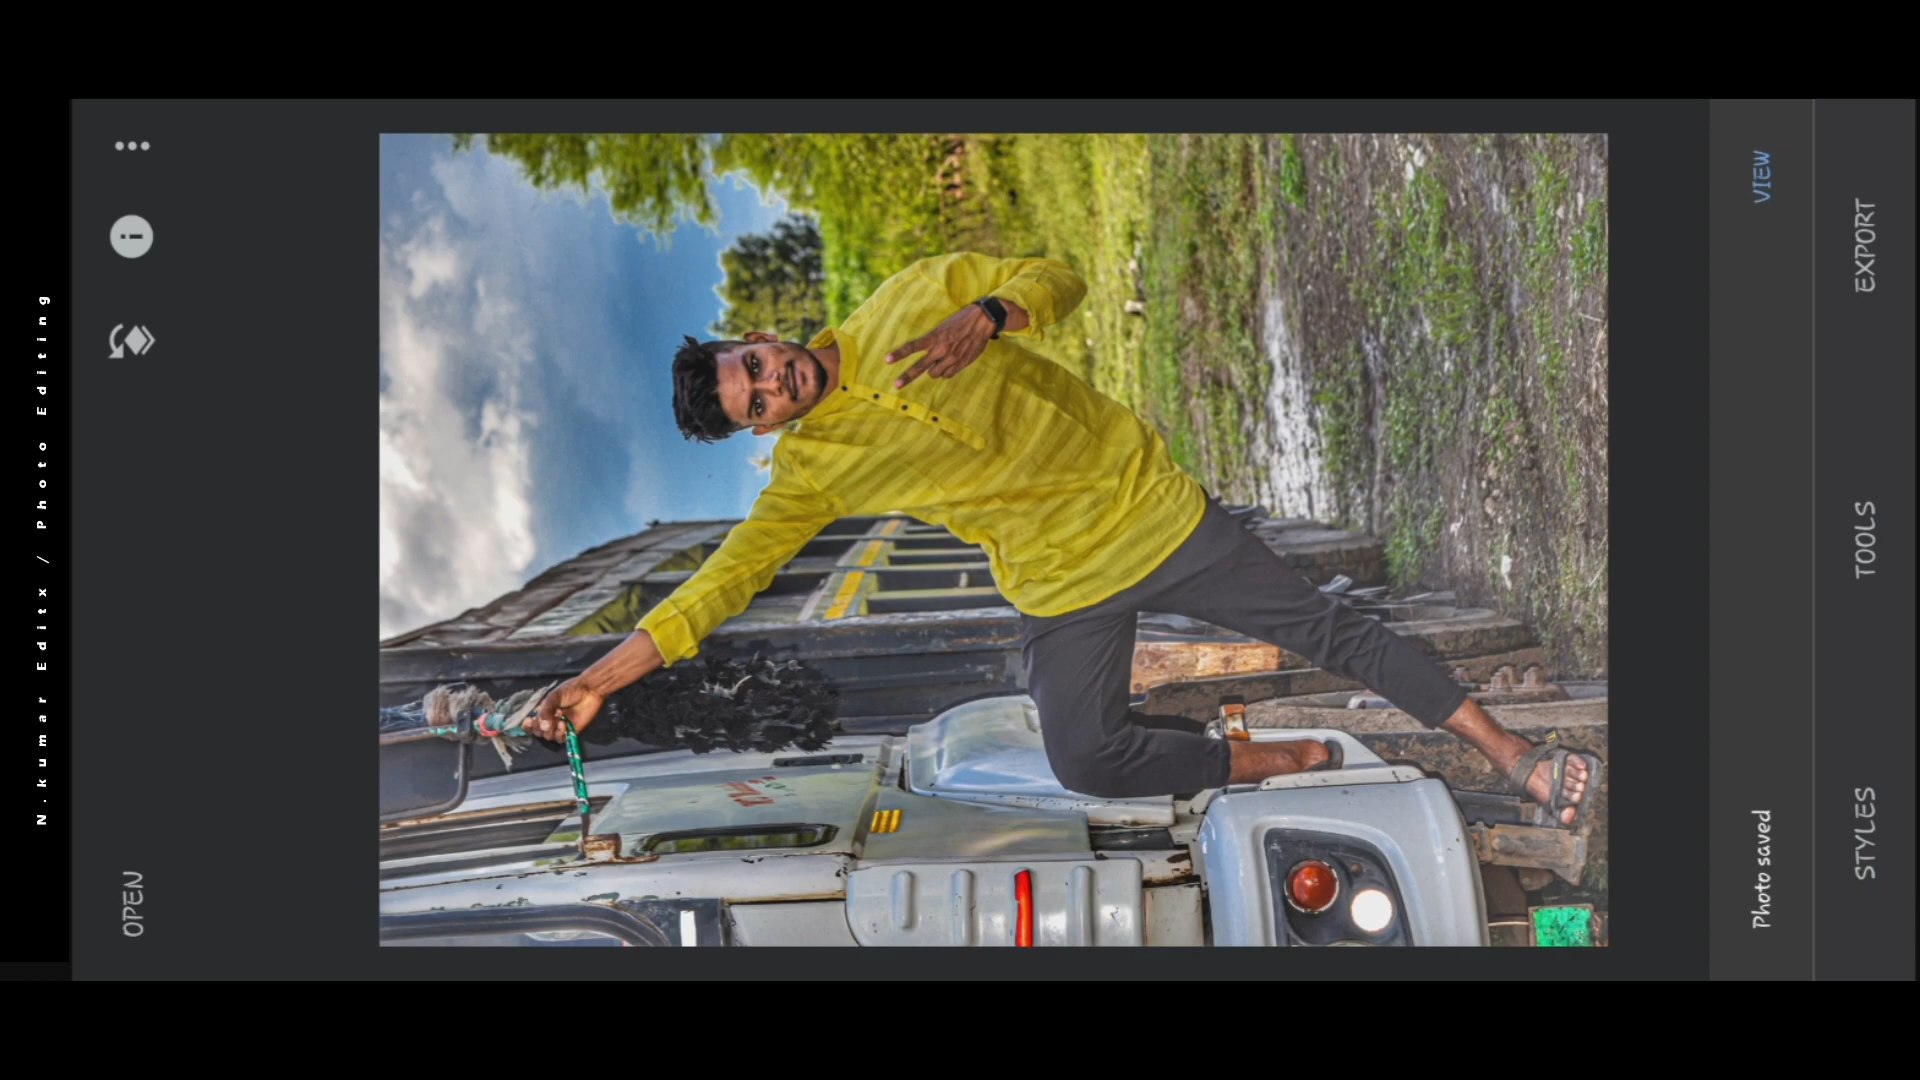 N.kumar Editx / Photo Editing
OPEN
Photo saved
VIEW
STYLES
TOOLS
EXPORT